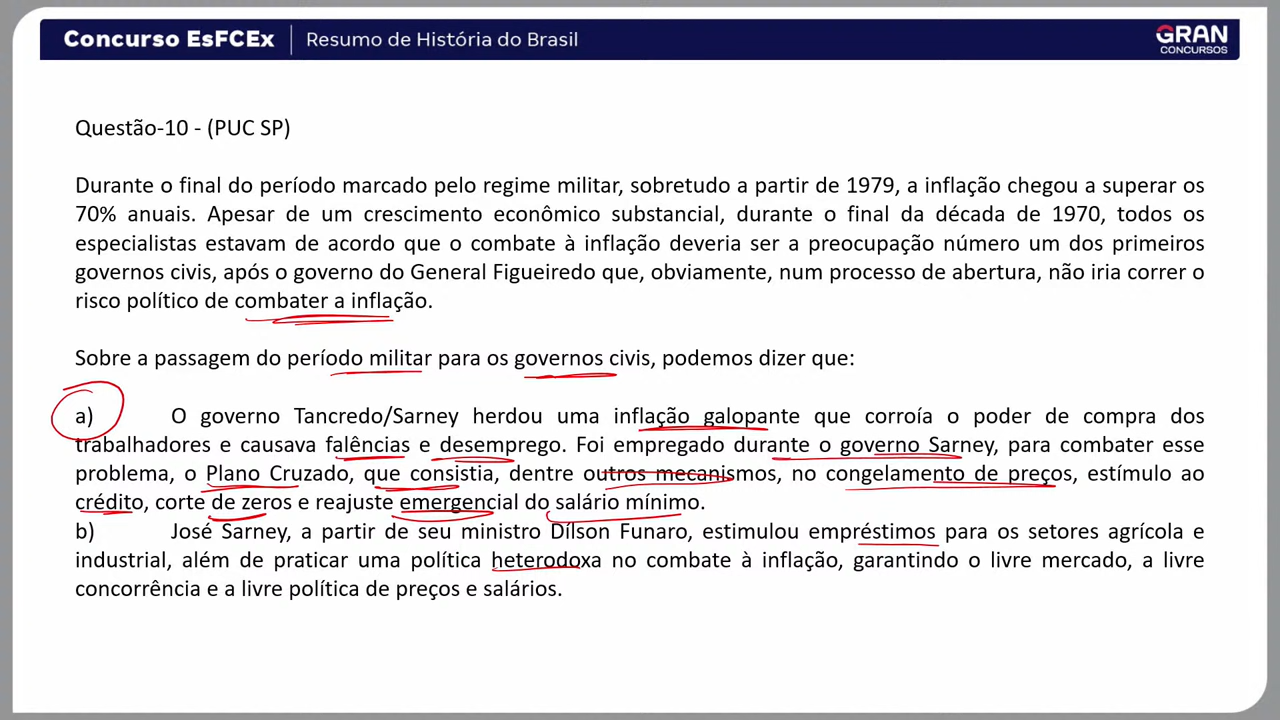 Concurso EsFCEx | Resumo de História do Brasil
GRAN
CONCURSOS
Questão-10 - (PUC SP)
Durante o final do período marcado pelo regime militar, sobretudo a partir de 1979, a inflação chegou a superar os
70% anuais. Apesar de um crescimento econômico substancial, durante o final da década de 1970, todos os
especialistas estavam de acordo que o combate à inflação deveria ser a preocupação número um dos primeiros
governos civis, após o governo do General Figueiredo que, obviamente, num processo de abertura, não iria correr o
risco político de combater a inflação.
Sobre a passagem do período militar para os governos civis, podemos dizer que:
a) O governo Tancredo/Sarney herdou uma inflação galopante que corroía o poder de compra dos
trabalhadores e causava falências e desemprego. Foi empregado durante o governo Sarney, para combater esse
problema, o Plano Cruzado, que consistia, dentre outros mecanismos, no congelamento de preços, estímulo ao
crédito, corte de zeros e reajuste emergencial do salário mínimo.
b) José Sarney, a partir de seu ministro Dílson Funaro, estimulou empréstimos para os setores agrícola e
industrial, além de praticar uma política heterodoxa no combate à inflação, garantindo o livre mercado, a livre
concorrência e a livre política de preços e salários.